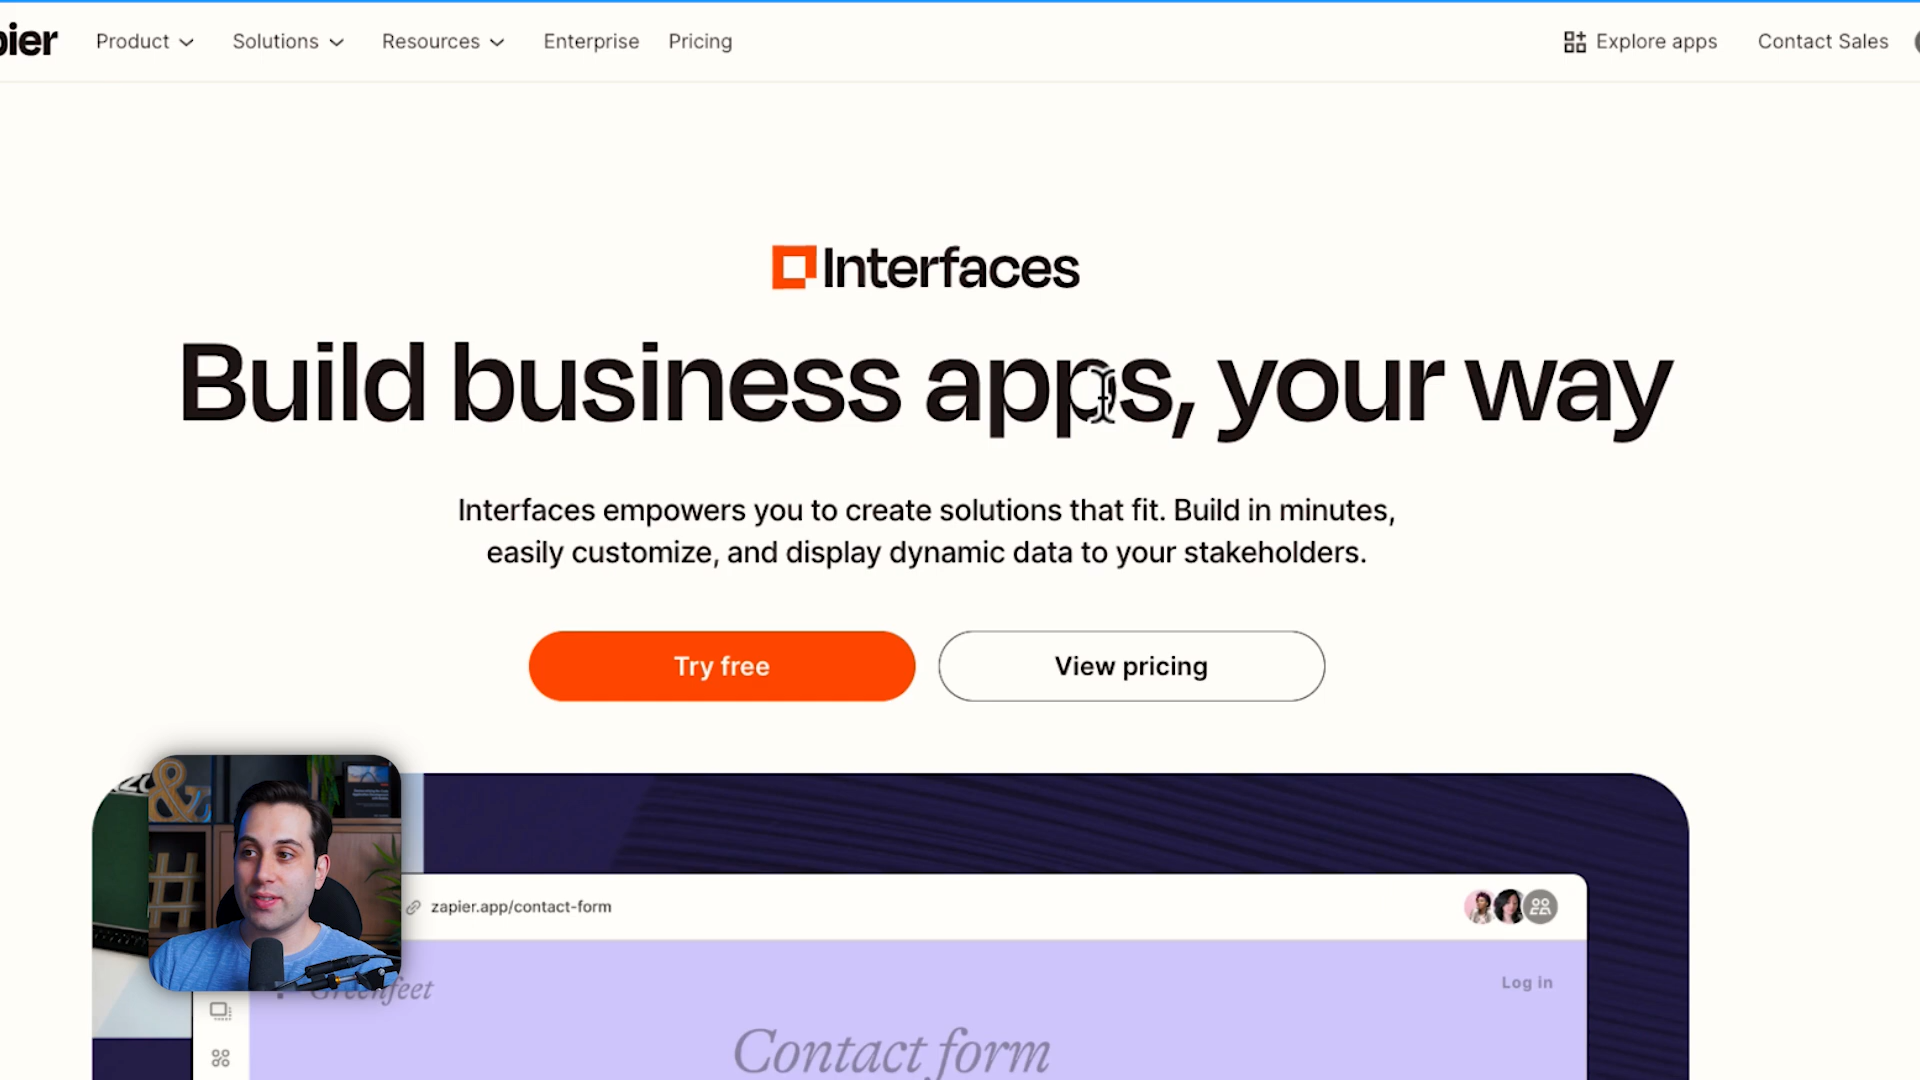 pier Product Solutions Resources Enterprise Pricing Explore apps Contact Sales
Interfaces
Build business apps, your way
Interfaces empowers you to create solutions that fit. Build in minutes,
easily customize, and display dynamic data to your stakeholders.
Try free View pricing
zapier.app/contact-form
Greenfeet Log in
Contact form